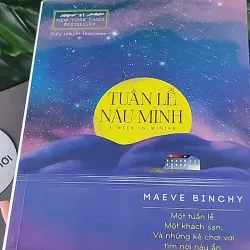 #1
NEW YORK TIMES
BESTSELLER
TUẦN LỄ
NÁU MÌNH
A WEEK IN WINTER
MAEVE BINCHY
Một tuần lễ.
Một khách sạn.
Và những kẻ chơi vơi
tìm nơi náu ẩn.